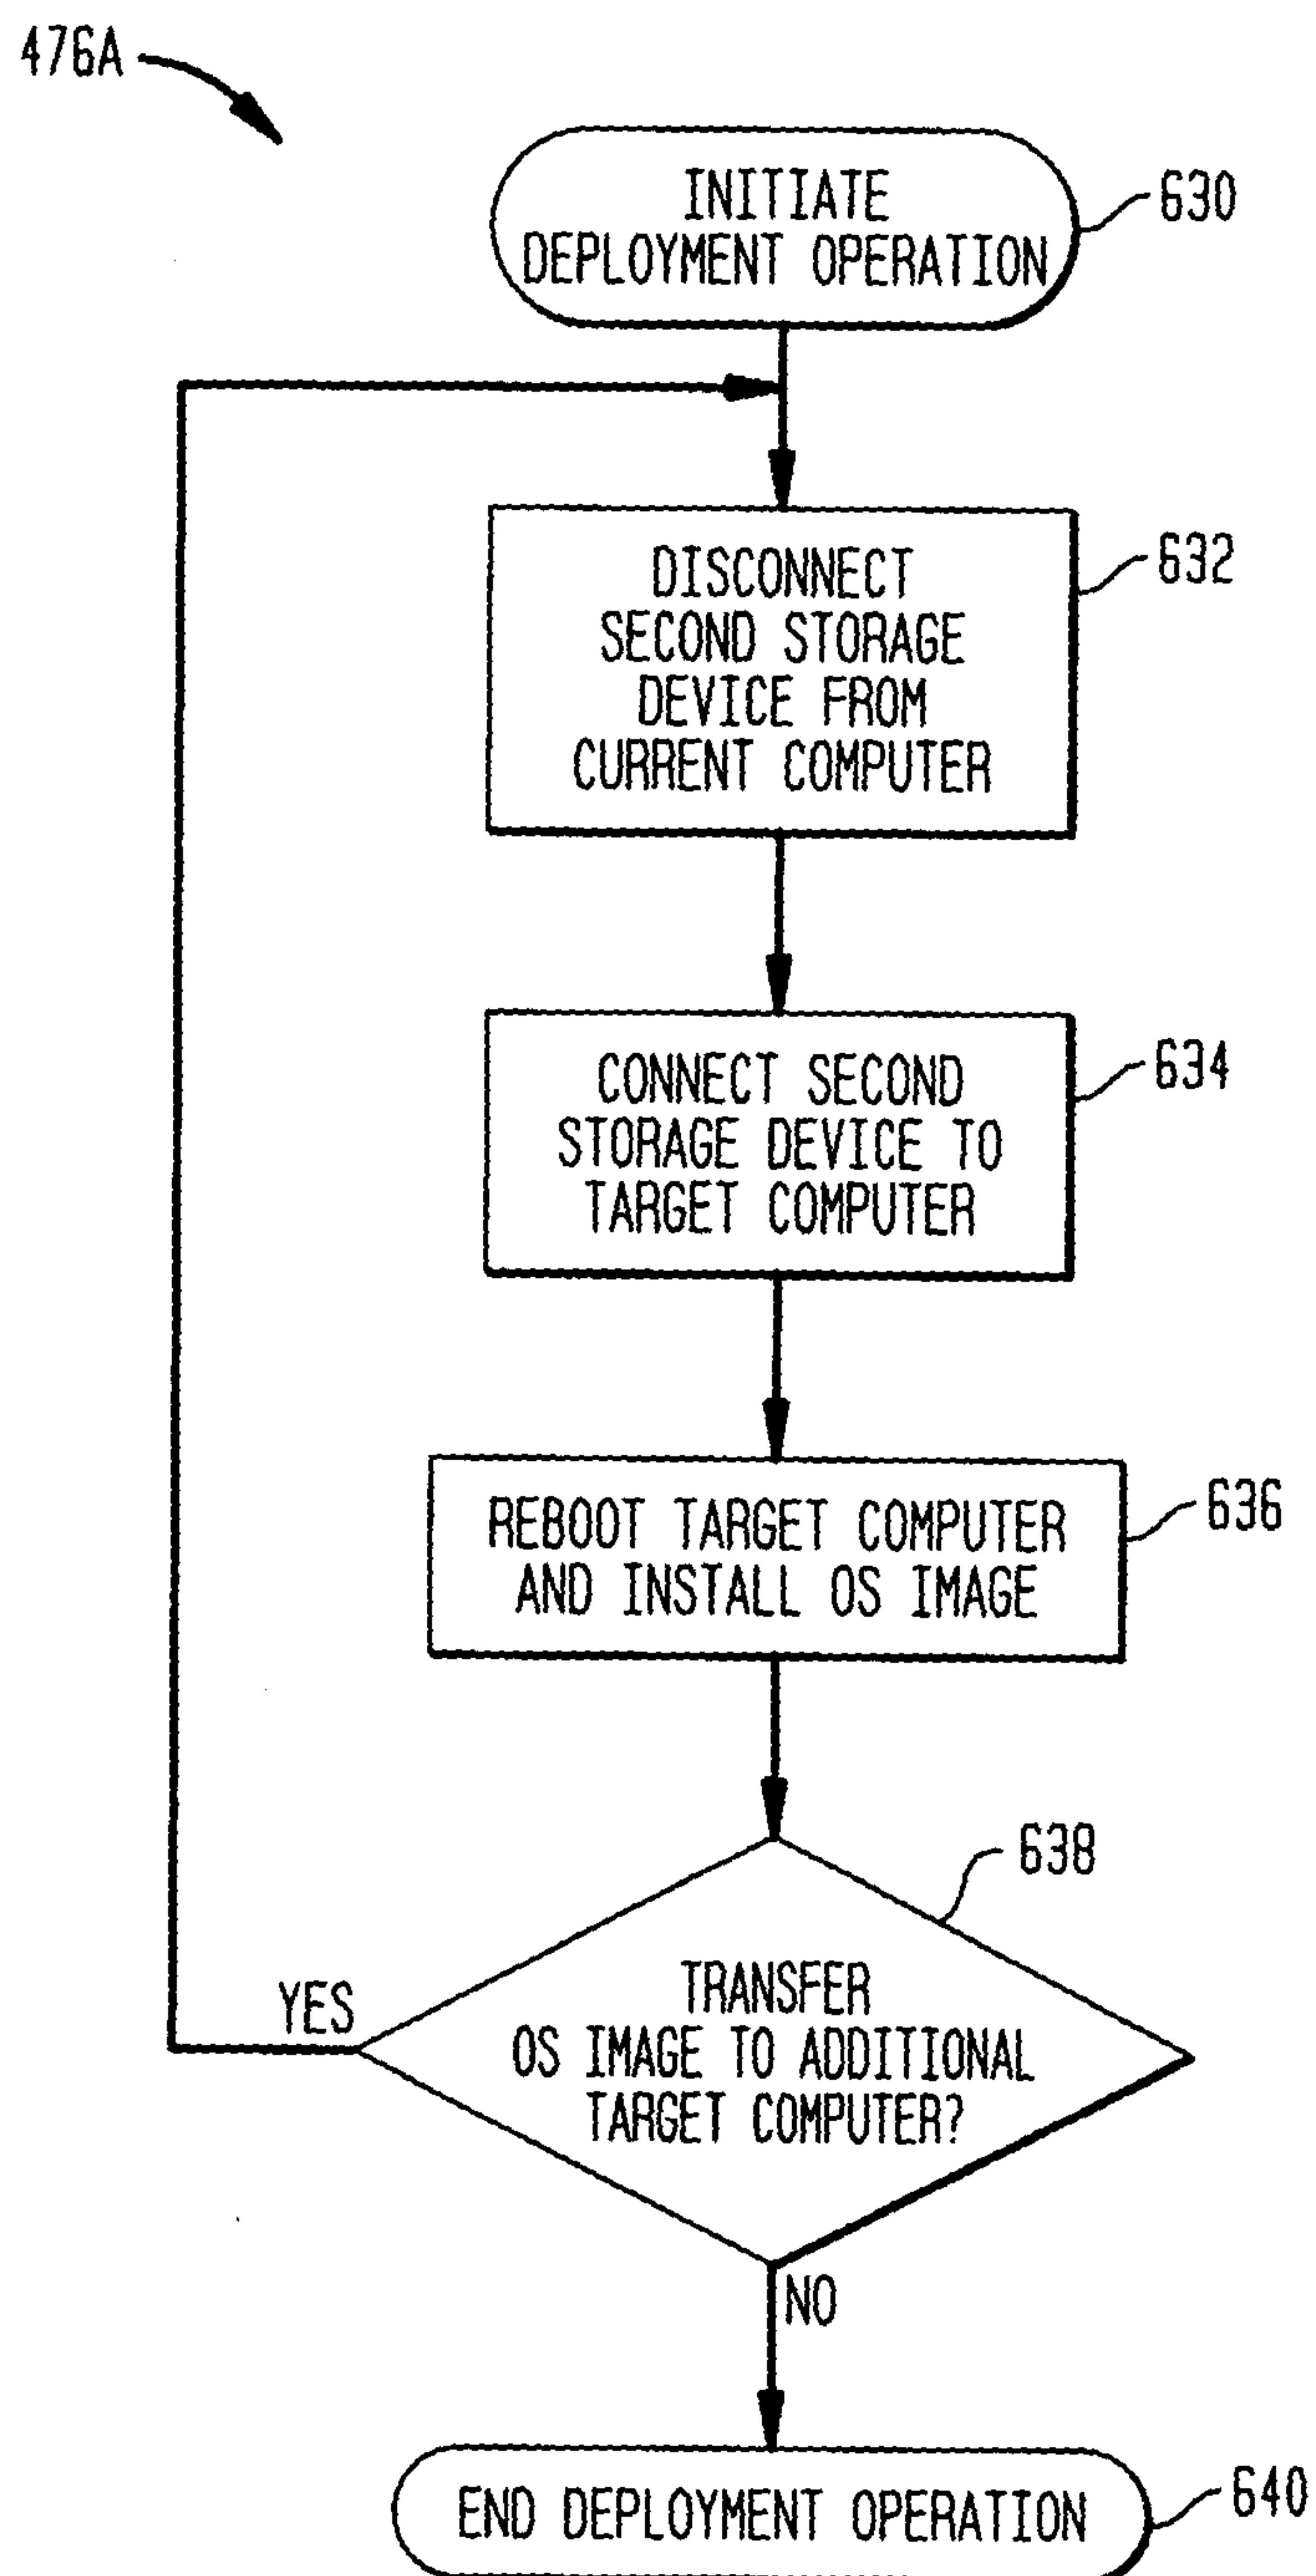 476A
INITIATE
DEPLOYMENT OPERATION
630
DISCONNECT
SECOND STORAGE
DEVICE FROM
CURRENT COMPUTER
632
CONNECT SECOND
STORAGE DEVICE TO
TARGET COMPUTER
634
REBOOT TARGET COMPUTER
AND INSTALL OS IMAGE
636
638
TRANSFER
OS IMAGE TO ADDITIONAL
TARGET COMPUTER?
YES
NO
END DEPLOYMENT OPERATION
640